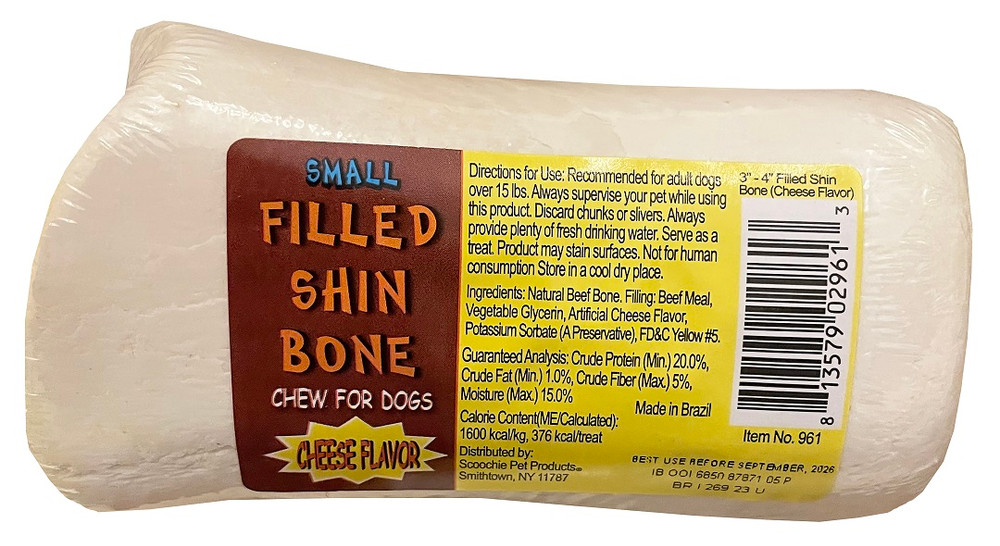 SMALL
FILLED
SHIN
BONE
CHEW FOR DOGS
CHEESE FLAVOR
Directions for Use: Recommended for adult dogs
over 15 lbs. Always supervise your pet while using
this product. Discard chunks or slivers. Always
provide plenty of fresh drinking water. Serve as a
treat. Product may stain surfaces. Not for human
consumption Store in a cool dry place.
Ingredients: Natural Beef Bone. Filling: Beef Meal,
Vegetable Glycerin, Artificial Cheese Flavor,
Potassium Sorbate (A Preservative), FD&C Yellow #5.
Guaranteed Analysis: Crude Protein (Min.) 20.0%,
Crude Fat (Min.) 1.0%, Crude Fiber (Max.) 5%,
Moisture (Max.) 15.0%
Made in Brazil
Calorie Content(ME/Calculated):
1600 kcal/kg, 376 kcal/treat
Distributed by:
Scoochie Pet Products®
Smithtown, NY 11787
3" - 4" Filled Shin
Bone (Cheese Flavor)
8 13579 02961 3
Item No. 961
BEST USE BEFORE SEPTEMBER, 2026
IB 001 6850 87871 05 P
BR 1 269 23 U